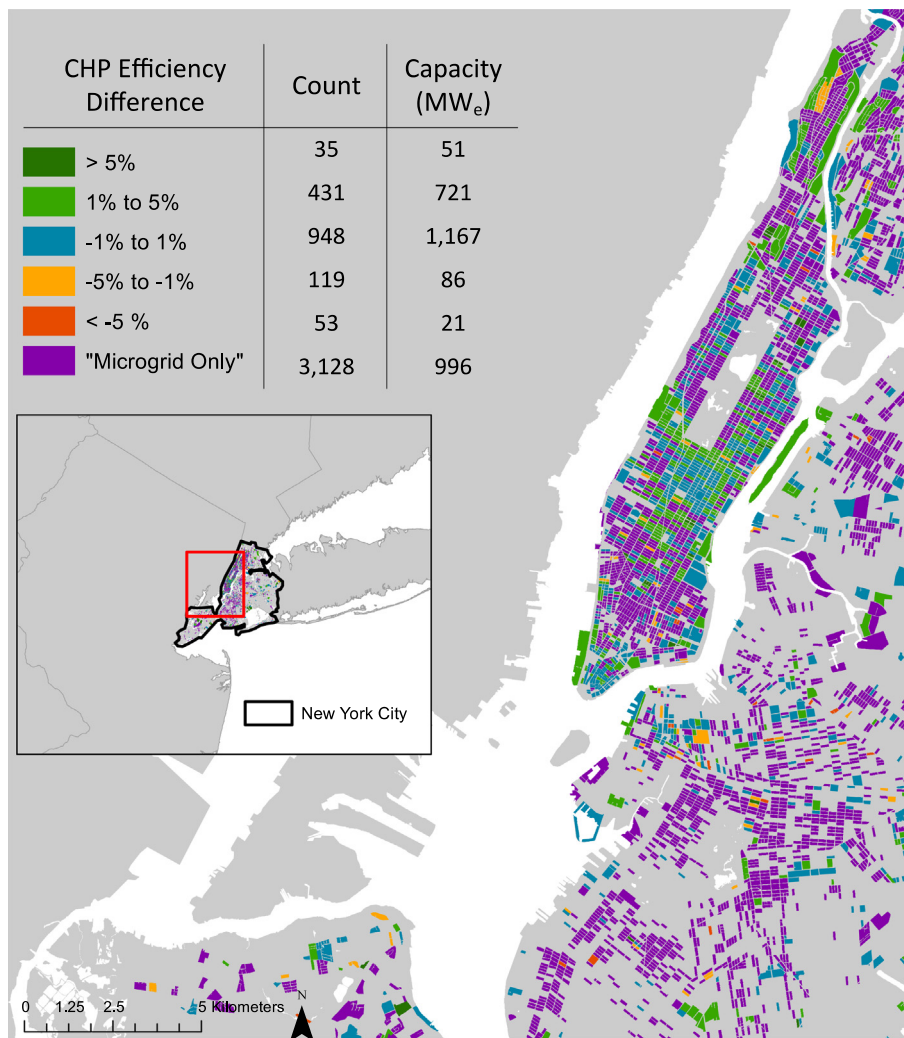 CHP Efficiency
Difference
Count
Capacity
(MWe)
> 5% 35 51
1% to 5% 431 721
-1% to 1% 948 1,167
-5% to -1% 119 86
< -5 % 53 21
"Microgrid Only" 3,128 996
New York City
N
0 1.25 2.5 5 Kilometers